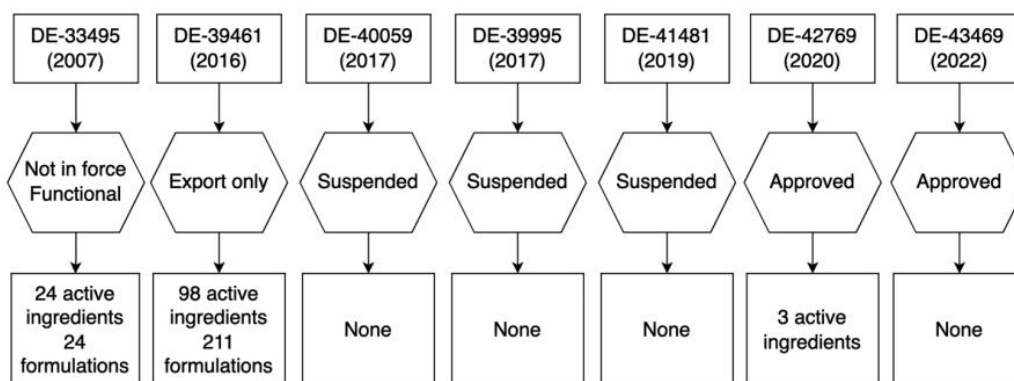 DE-33495
(2007)
DE-39461
(2016)
DE-40059
(2017)
DE-39995
(2017)
DE-41481
(2019)
DE-42769
(2020)
DE-43469
(2022)
Not in force
Functional
Export only
Suspended
Suspended
Suspended
Approved
Approved
24 active
ingredients
24
formulations
98 active
ingredients
211
formulations
None
None
None
3 active
ingredients
None